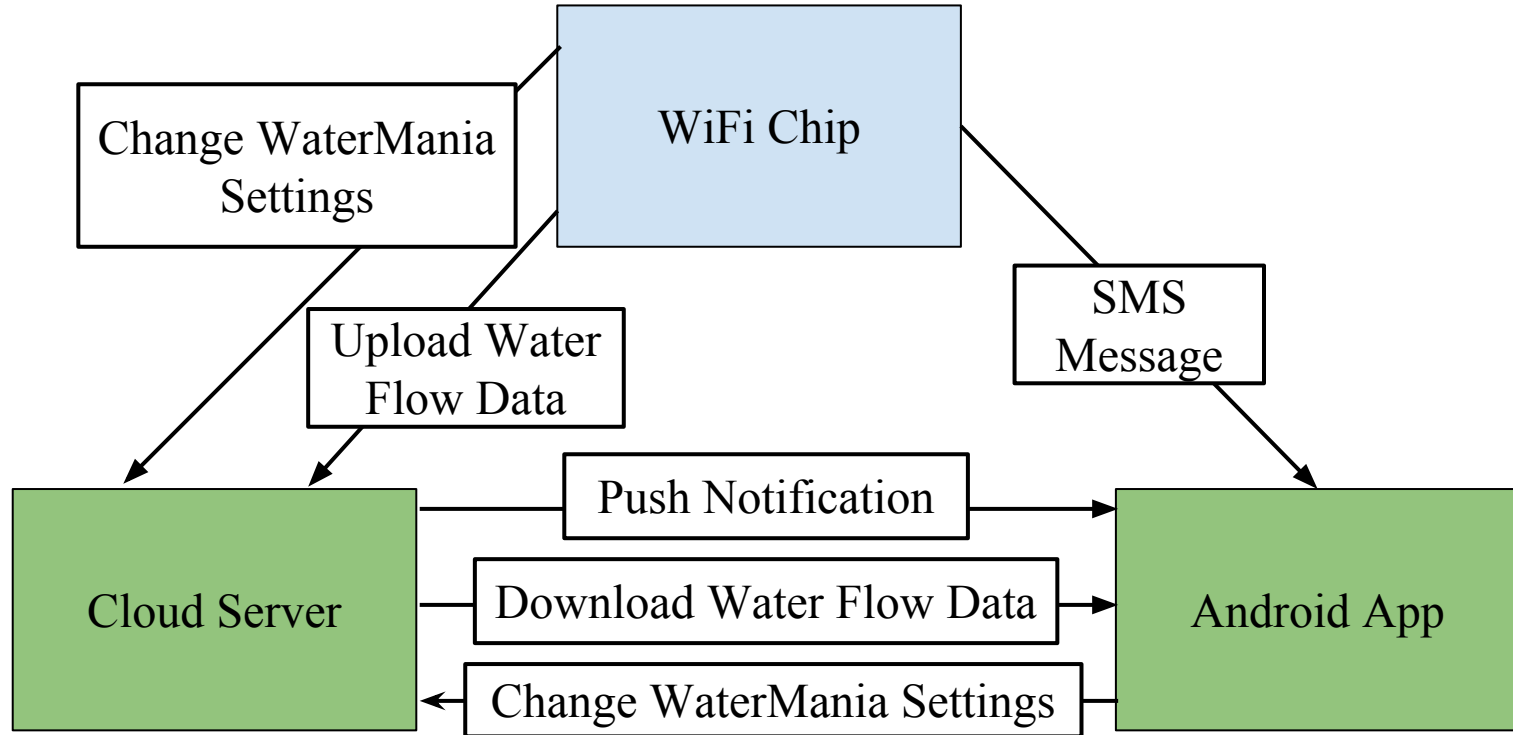 WiFi Chip
Change WaterMania
Settings
Upload Water
Flow Data
SMS
Message
Push Notification
Cloud Server
Download Water Flow Data
Android App
Change WaterMania Settings